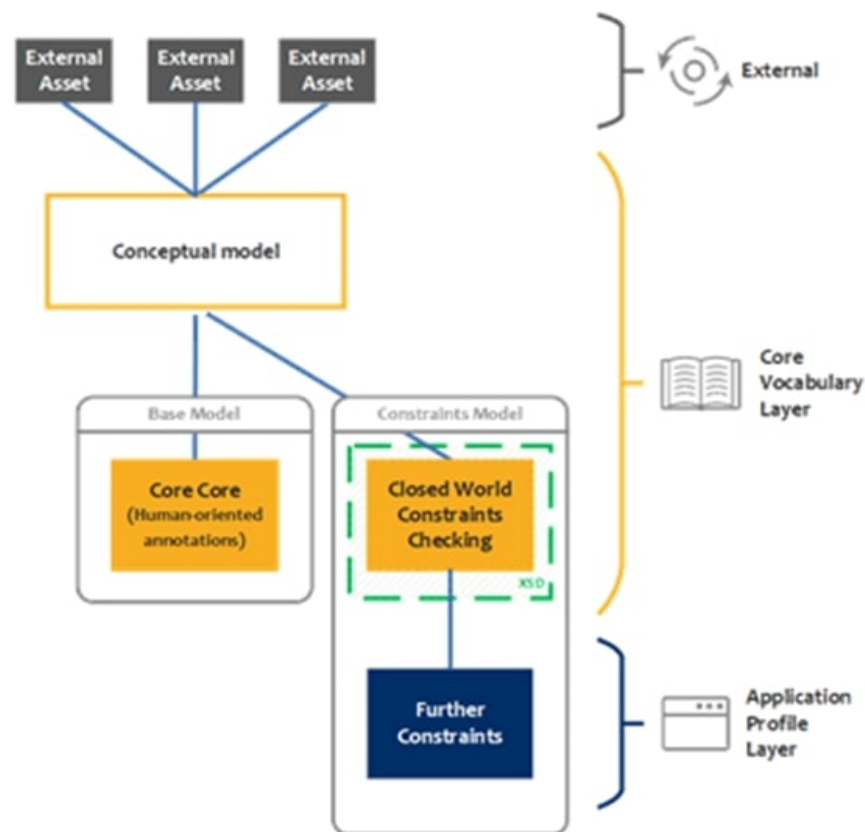 External
Asset
External
Asset
External
Asset
External
Conceptual model
Core
Vocabulary
Layer
Base Model
Constraints Model
Core Core
(Human-oriented
annotations)
Closed World
Constraints
Checking
XSD
Further
Constraints
Application
Profile
Layer